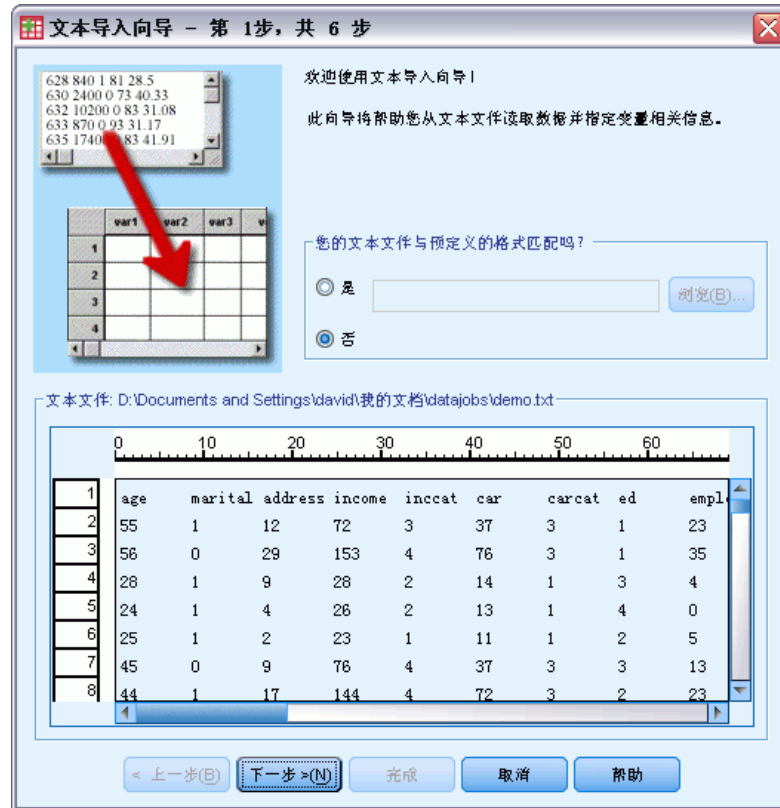 文本导入向导 - 第 1步，共 6 步
628 840 1 81 28.5
630 2400 0 73 40.33
632 10200 0 83 31.08
633 870 0 93 31.17
635 1740 83 41.91
var1 var2 var3
1
2
3
4
欢迎使用文本导入向导！
此向导将帮助您从文本文件读取数据并指定变量相关信息。
您的文本文件与预定义的格式匹配吗？
是
浏览(B)...
否
文本文件: D:\Documents and Settings\david\我的文档\datajobs\demo.txt
0 10 20 30 40 50 60
1 age marital address income inccat car carcat ed empl
2 55 1 12 72 3 37 3 1 23
3 56 0 29 153 4 76 3 1 35
4 28 1 9 28 2 14 1 3 4
5 24 1 4 26 2 13 1 4 0
6 25 1 2 23 1 11 1 2 5
7 45 0 9 76 4 37 3 3 13
8 44 1 17 144 4 72 3 2 23
< 上一步(B) 下一步 >(N) 完成 取消 帮助